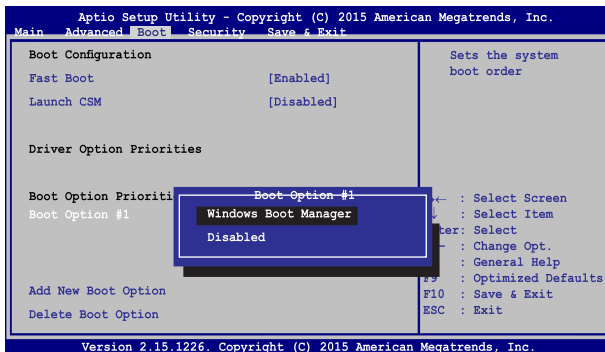 Aptio Setup Utility - Copyright (C) 2015 American Megatrends, Inc.
Main Advanced Boot Security Save & Exit
Boot Configuration
Fast Boot [Enabled]
Launch CSM [Disabled]
Driver Option Priorities
Boot Option Prioriti
Boot Option #1
Boot Option #1
Windows Boot Manager
Disabled
Add New Boot Option
Delete Boot Option
Sets the system
boot order
→← : Select Screen
↓ : Select Item
ter: Select
- : Change Opt.
: General Help
F9 : Optimized Defaults
F10 : Save & Exit
ESC : Exit
Version 2.15.1226. Copyright (C) 2015 American Megatrends, Inc.